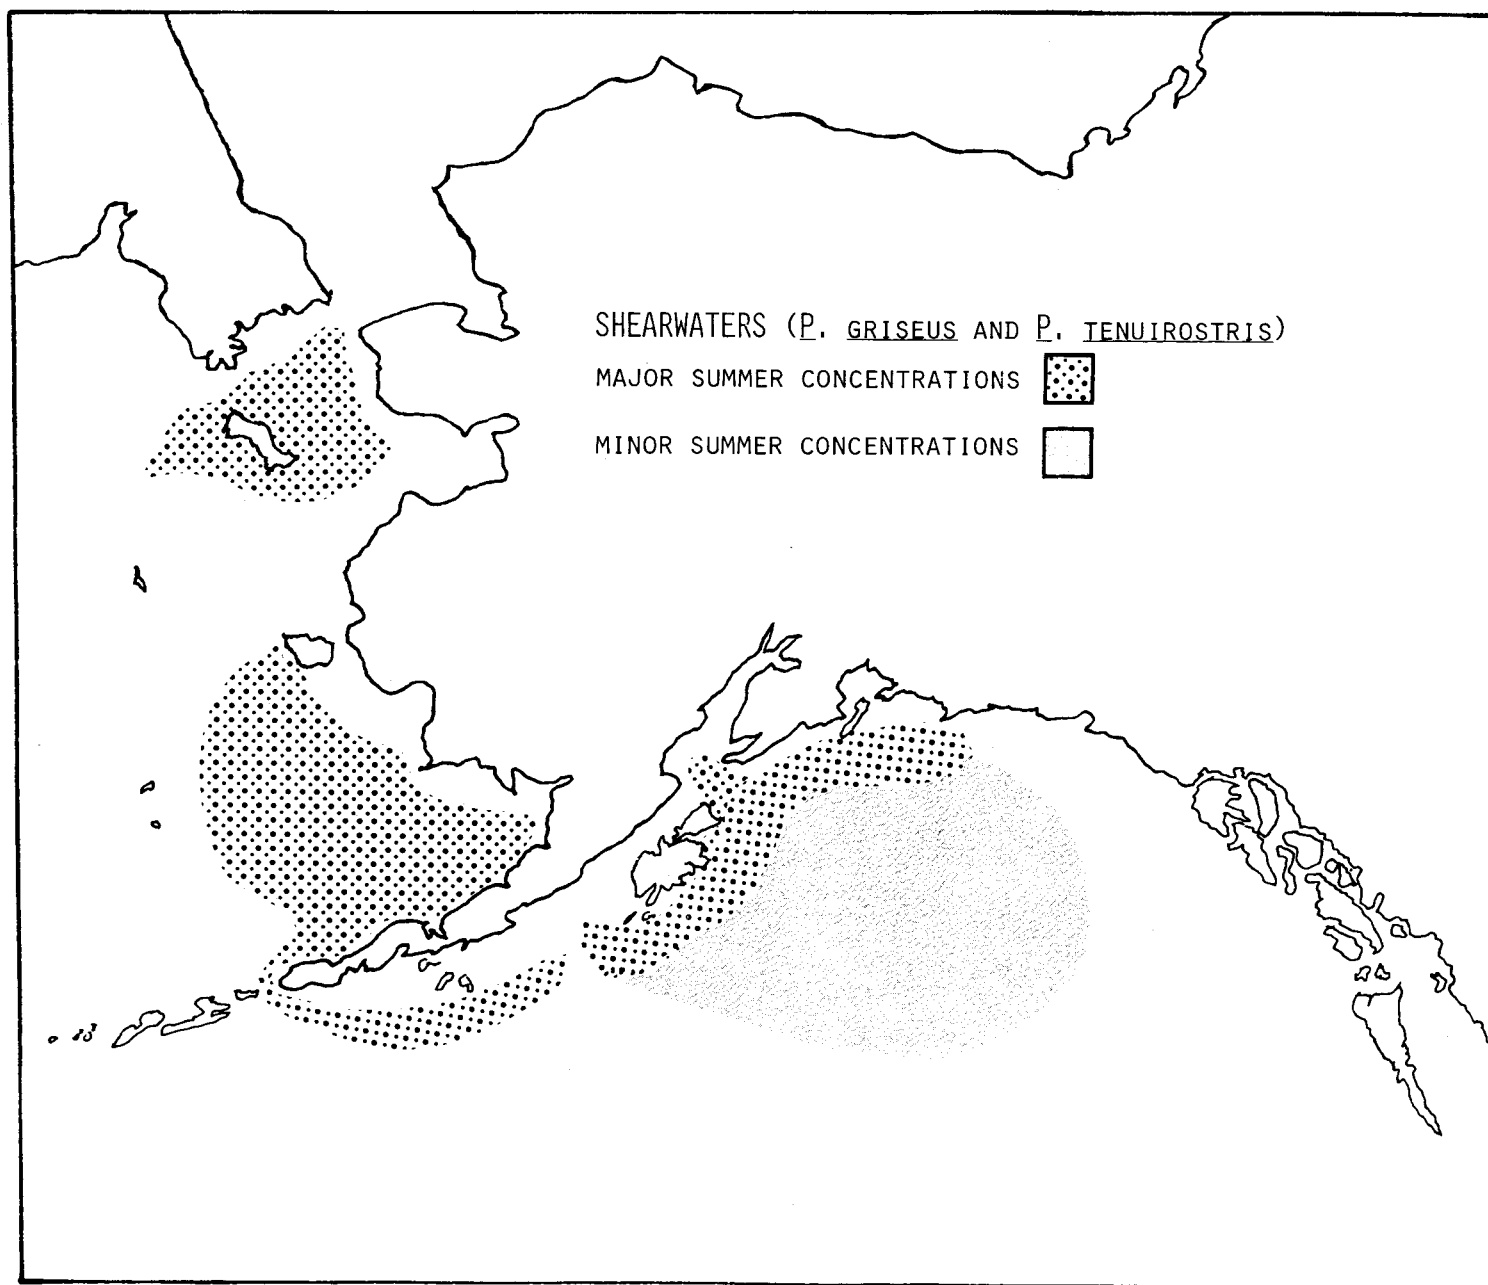 SHEARWATERS (P. GRISEUS AND P. TENUIROSTRIS)
MAJOR SUMMER CONCENTRATIONS
MINOR SUMMER CONCENTRATIONS